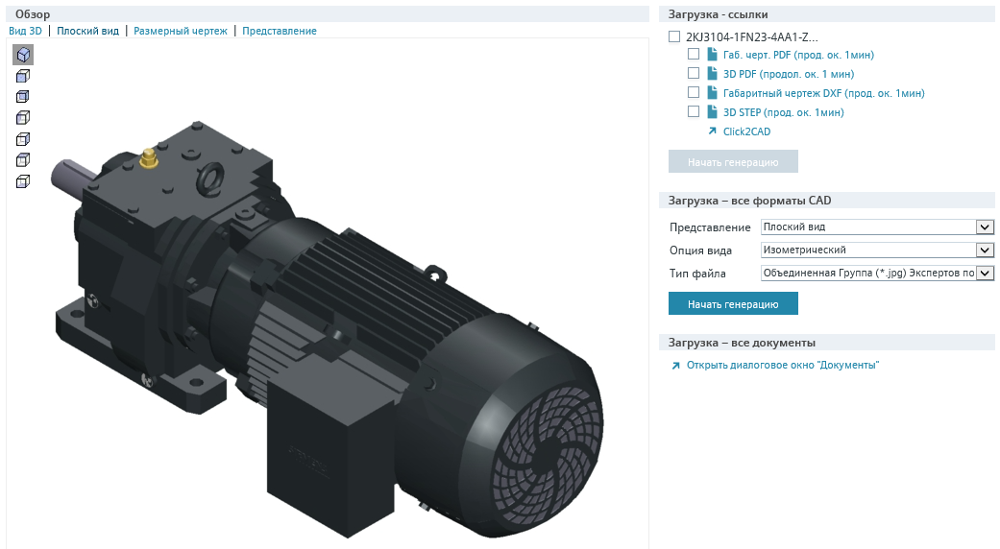 Обзор
Вид 3D | Плоский вид | Размерный чертеж | Представление
Загрузка - ссылки
2KJ3104-1FN23-4AA1-Z...
Габ. черт. PDF (прод. ок. 1мин)
3D PDF (продол. ок. 1 мин)
Габаритный чертеж DXF (прод. ок. 1мин)
3D STEP (прод. ок. 1мин)
Click2CAD
Начать генерацию
Загрузка – все форматы CAD
Представление Плоский вид
Опция вида Изометрический
Тип файла Объединенная Группа (*.jpg) Экспертов по
Начать генерацию
Загрузка – все документы
Открыть диалоговое окно "Документы"